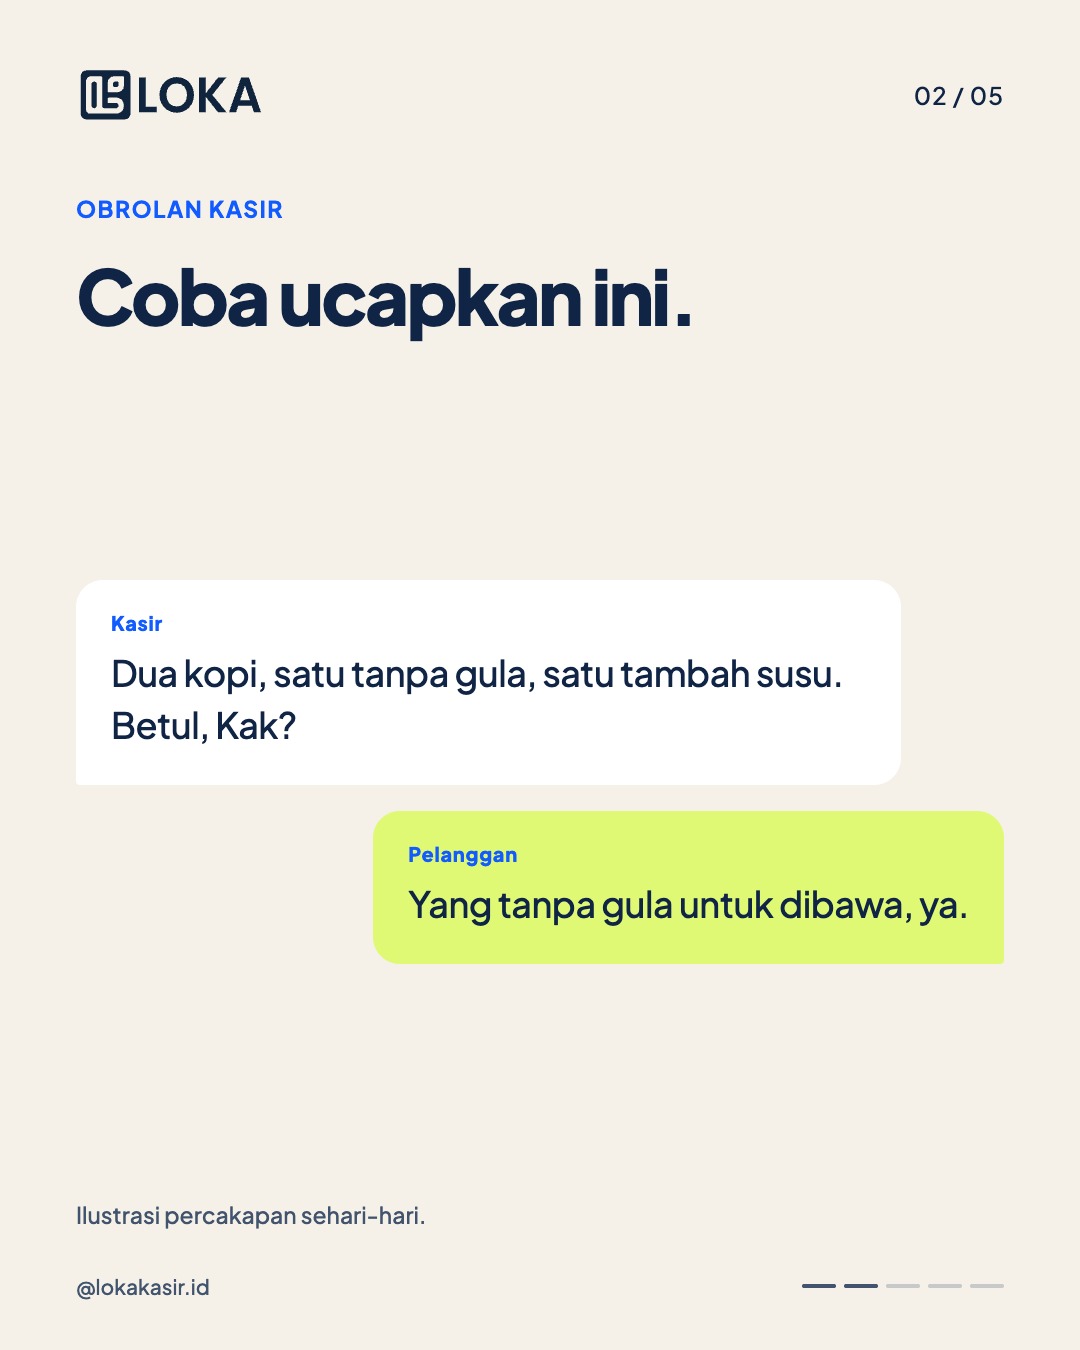 LOKA
02 / 05
OBROLAN KASIR
Coba ucapkan ini.
Kasir
Dua kopi, satu tanpa gula, satu tambah susu.
Betul, Kak?
Pelanggan
Yang tanpa gula untuk dibawa, ya.
Ilustrasi percakapan sehari-hari.
@lokakasir.id